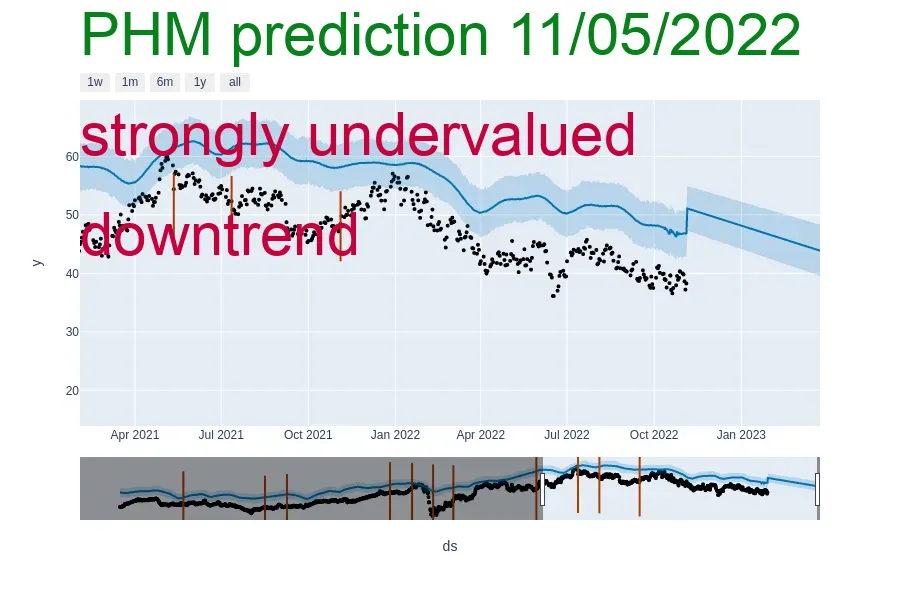 PHM prediction 11/05/2022
1w 1m 6m 1y all
strongly undervalued
downtrend
60
50
40
30
20
y
Apr 2021 Jul 2021 Oct 2021 Jan 2022 Apr 2022 Jul 2022 Oct 2022 Jan 2023
ds